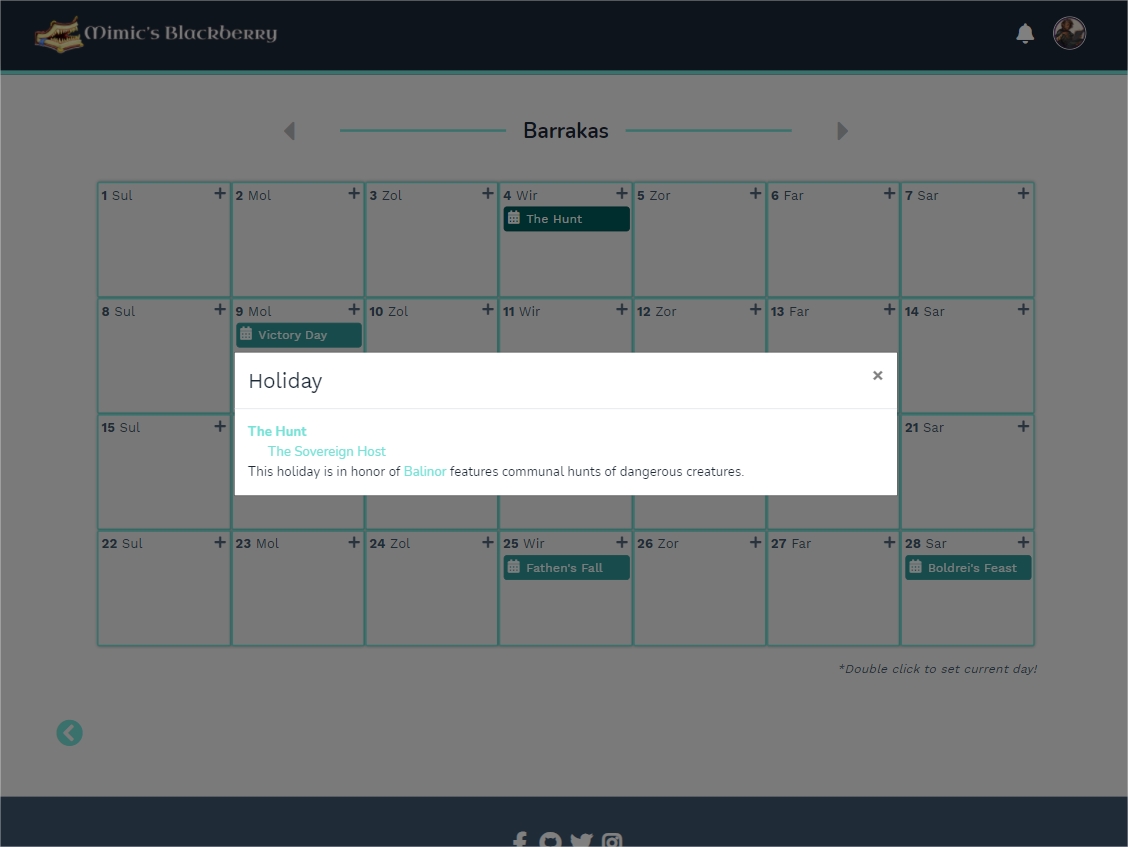 Mimic's Blackberry
Barrakas
1 Sul + 2 Mol + 3 Zol + 4 Wir + 5 Zor + 6 Far + 7 Sar +
The Hunt
8 Sul + 9 Mol + 10 Zol + 11 Wir + 12 Zor + 13 Far + 14 Sar +
Victory Day
Holiday ×
The Hunt
The Sovereign Host
This holiday is in honor of Balinor features communal hunts of dangerous creatures.
15 Sul + 21 Sar +
22 Sul + 23 Mol + 24 Zol + 25 Wir + 26 Zor + 27 Far + 28 Sar +
Fathen's Fall Boldrei's Feast
*Double click to set current day!